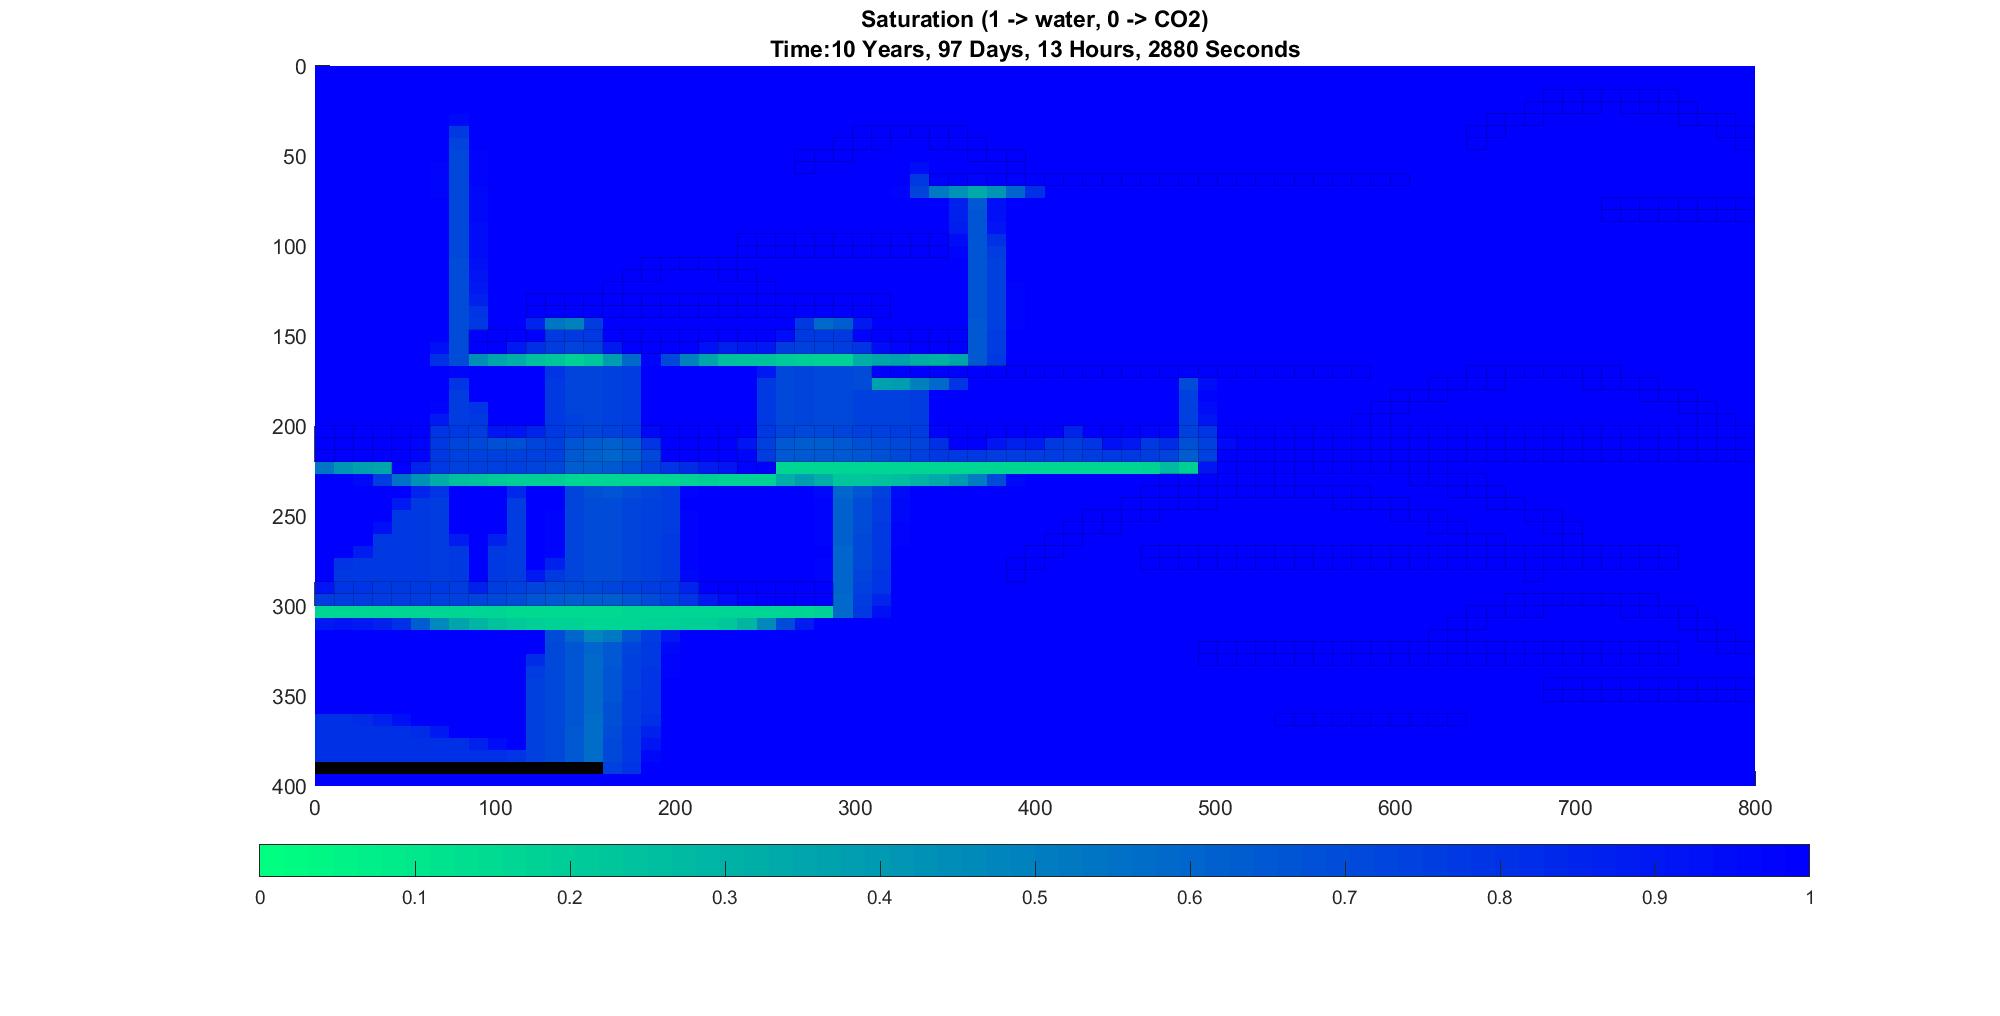 Saturation (1 -> water, 0 -> CO2)
Time:10 Years, 97 Days, 13 Hours, 2880 Seconds
0
50
100
150
200
250
300
350
400
0 100 200 300 400 500 600 700 800
0 0.1 0.2 0.3 0.4 0.5 0.6 0.7 0.8 0.9 1